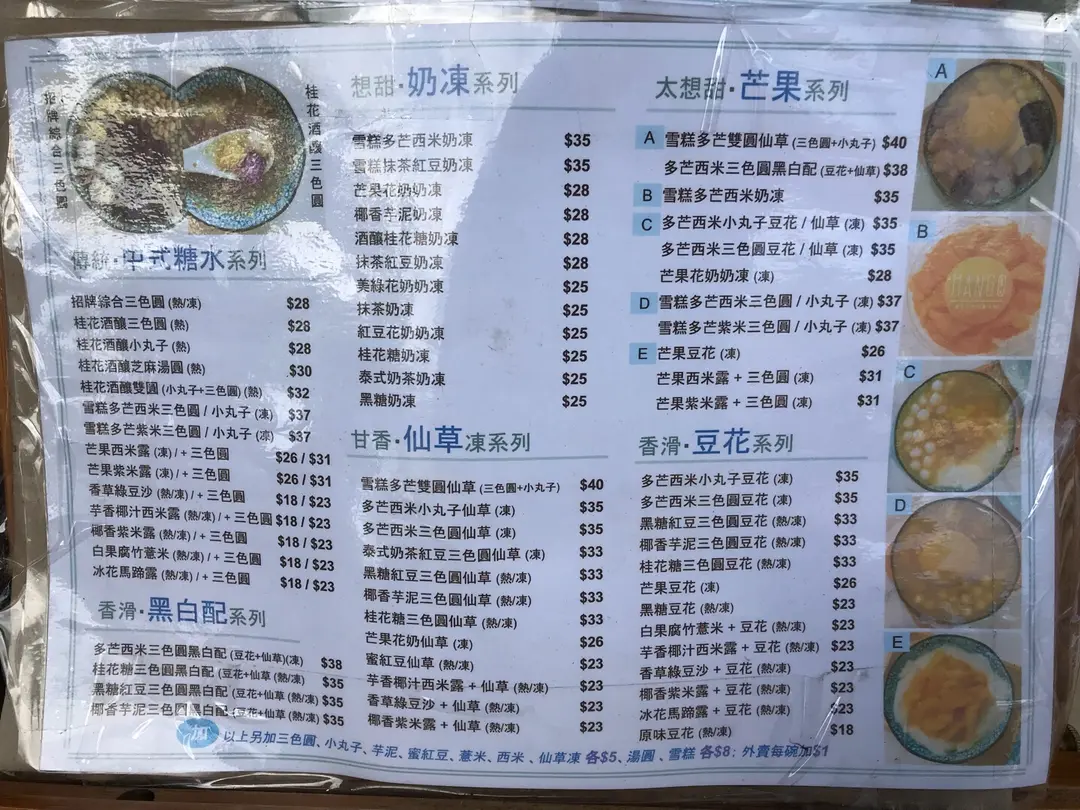 招牌綜合三色圓
桂花酒釀三色圓
傳統·中式糖水系列
招牌綜合三色圓 (熱/凍) $28
桂花酒釀三色圓 (熱) $28
桂花酒釀小丸子 (熱) $28
桂花酒釀芝麻湯圓 (熱) $30
桂花酒釀雙圓 (小丸子+三色圓) (熱) $32
雪糕多芒西米三色圓 / 小丸子 (凍) $37
雪糕多芒紫米三色圓 / 小丸子 (凍) $37
芒果西米露 (凍) / + 三色圓 $26 / $31
芒果紫米露 (凍) / + 三色圓 $26 / $31
香草綠豆沙 (熱/凍) / + 三色圓 $18 / $23
芋香椰汁西米露 (熱/凍) / + 三色圓 $18 / $23
椰香紫米露 (熱/凍) / + 三色圓 $18 / $23
白果腐竹薏米 (熱/凍) / + 三色圓 $18 / $23
冰花馬蹄露 (熱/凍) / + 三色圓 $18 / $23
香滑·黑白配系列
多芒西米三色圓黑白配 (豆花+仙草)(凍) $38
桂花糖三色圓黑白配 (豆花+仙草 (熱/凍) $35
黑糖紅豆三色圓黑白配 (豆花+仙草 (熱/凍) $35
椰香芋泥三色圓黑白配 (豆花+仙草 (熱/凍) $35
想甜·奶凍系列
雪糕多芒西米奶凍 $35
雪糕抹茶紅豆奶凍 $35
芒果花奶奶凍 $28
椰香芋泥奶凍 $28
酒釀桂花糖奶凍 $28
抹茶紅豆奶凍 $28
美綠花奶奶凍 $25
抹茶奶凍 $25
紅豆花奶奶凍 $25
桂花糖奶凍 $25
泰式奶茶奶凍 $25
黑糖奶凍 $25
甘香·仙草凍系列
雪糕多芒雙圓仙草 (三色圓+小丸子) $40
多芒西米小丸子仙草 (凍) $35
多芒西米三色圓仙草 (凍) $35
泰式奶茶紅豆三色圓仙草 (凍) $33
黑糖紅豆三色圓仙草 (熱/凍) $33
椰香芋泥三色圓仙草 (熱/凍) $33
桂花糖三色圓仙草 (熱/凍) $33
芒果花奶仙草 (凍) $26
蜜紅豆仙草 (熱/凍) $23
芋香椰汁西米露 + 仙草 (熱/凍) $23
香草綠豆沙 + 仙草 (熱/凍) $23
椰香紫米露 + 仙草 (熱/凍) $23
太想甜·芒果系列
A 雪糕多芒雙圓仙草 (三色圓+小丸子) $40
多芒西米三色圓黑白配 (豆花+仙草) $38
B 雪糕多芒西米奶凍 $35
C 多芒西米小丸子豆花 / 仙草 (凍) $35
多芒西米三色圓豆花 / 仙草 (凍) $35
芒果花奶奶凍 (凍) $28
D 雪糕多芒西米三色圓 / 小丸子 (凍) $37
雪糕多芒紫米三色圓 / 小丸子 (凍) $37
E 芒果豆花 (凍) $26
芒果西米露 + 三色圓 (凍) $31
芒果紫米露 + 三色圓 (凍) $31
香滑·豆花系列
多芒西米小丸子豆花 (凍) $35
多芒西米三色圓豆花 (凍) $35
黑糖紅豆三色圓豆花 (熱/凍) $33
椰香芋泥三色圓豆花 (熱/凍) $33
桂花糖三色圓豆花 (熱/凍) $33
芒果豆花 (凍) $26
黑糖豆花 (熱/凍) $23
白果腐竹薏米 + 豆花 (熱/凍) $23
芋香椰汁西米露 + 豆花 (熱/凍) $23
香草綠豆沙 + 豆花 (熱/凍) $23
椰香紫米露 + 豆花 (熱/凍) $23
冰花馬蹄露 + 豆花 (熱/凍) $23
原味豆花 (熱/凍) $18
A
B
C
D
E
以上另加三色圓、小丸子、芋泥、蜜紅豆、薏米、西米、仙草凍 各$5、湯圓、雪糕 各$8; 外賣每碗加$1